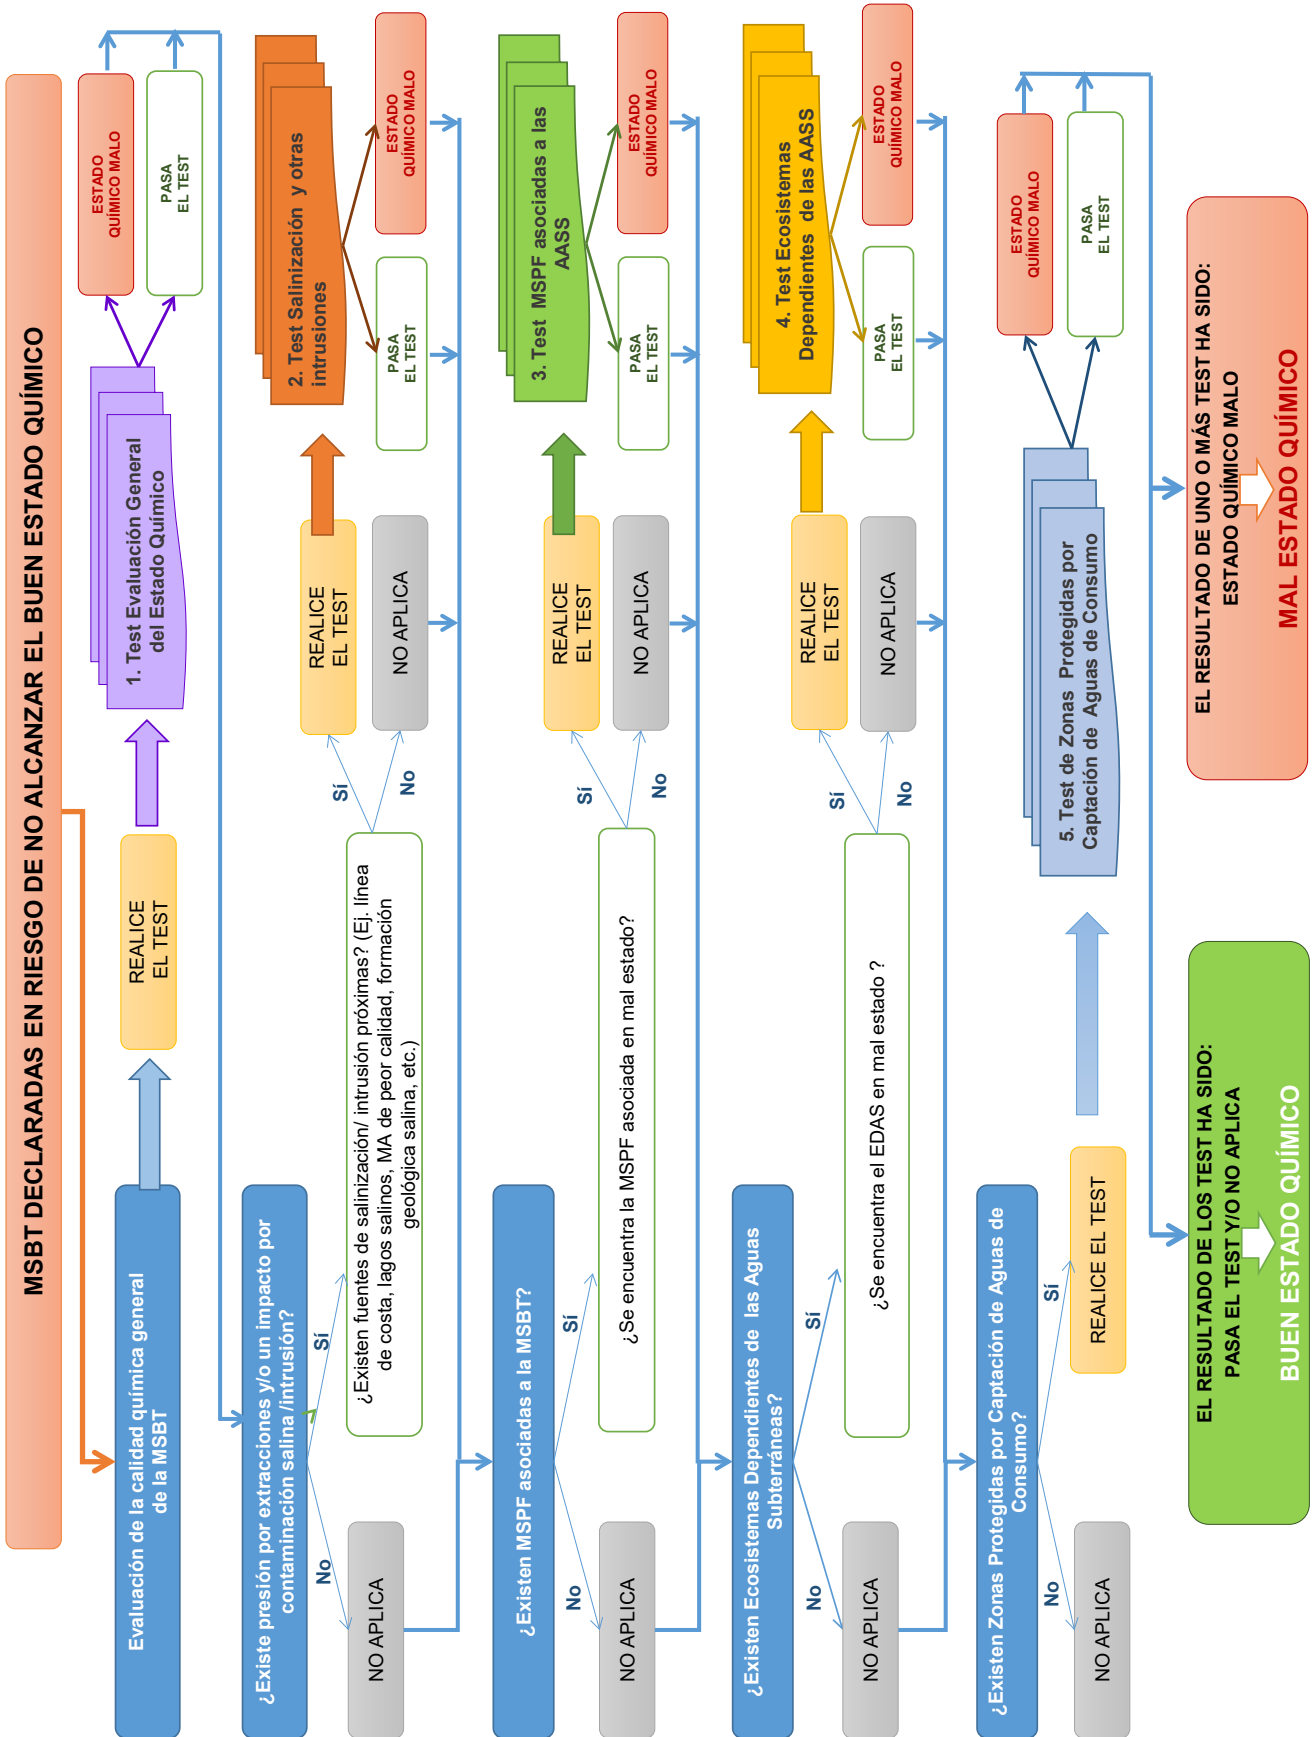 MSBT DECLARADAS EN RIESGO DE NO ALCANZAR EL BUEN ESTADO QUÍMICO
Evaluación de la calidad química general
de la MSBT
REALICE
EL TEST
1. Test Evaluación General
del Estado Químico
ESTADO
QUÍMICO MALO
PASA
EL TEST
¿Existe presión por extracciones y/o un impacto por
contaminación salina /intrusión?
No
Sí
NO APLICA
¿Existen fuentes de salinización/ intrusión próximas? (Ej. línea
de costa, lagos salinos, MA de peor calidad, formación
geológica salina, etc.)
Sí
No
REALICE
EL TEST
NO APLICA
2. Test Salinización  y otras
intrusiones
PASA
EL TEST
ESTADO
QUÍMICO MALO
¿Existen MSPF asociadas a la MSBT?
No
Sí
NO APLICA
¿Se encuentra la MSPF asociada en mal estado?
Sí
No
REALICE
EL TEST
NO APLICA
3. Test  MSPF asociadas a las
AASS
PASA
EL TEST
ESTADO
QUÍMICO MALO
¿Existen Ecosistemas Dependientes de  las Aguas
Subterráneas?
No
Sí
NO APLICA
¿Se encuentra el EDAS en mal estado ?
Sí
No
REALICE
EL TEST
NO APLICA
4. Test Ecosistemas
Dependientes  de las AASS
PASA
EL TEST
ESTADO
QUÍMICO MALO
¿Existen Zonas Protegidas por Captación de Aguas de
Consumo?
No
Sí
NO APLICA
REALICE EL TEST
5. Test de Zonas  Protegidas por
Captación de  Aguas de Consumo
ESTADO
QUÍMICO MALO
PASA
EL TEST
EL RESULTADO DE LOS TEST HA SIDO:
PASA EL TEST Y/O NO APLICA
BUEN ESTADO QUÍMICO
EL RESULTADO DE UNO O MÁS TEST HA SIDO:
ESTADO QUÍMICO MALO
MAL ESTADO QUÍMICO